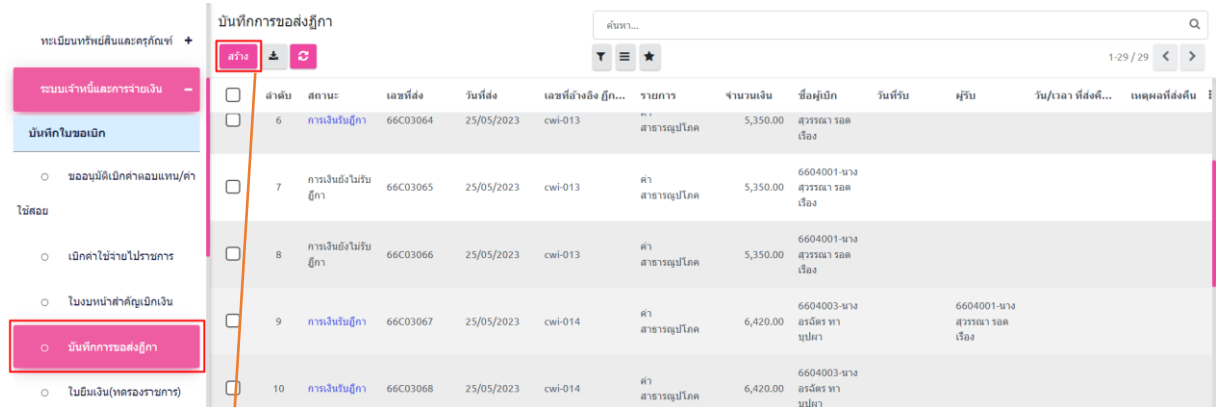 บันทึกการขอส่งฎีกา
ค้นหา...
ทะเบียนทรัพย์สินและครุภัณฑ์ +
สร้าง
1-29 / 29
ระบบเจ้าหนี้และการจ่ายเงิน –
ลำดับ สถานะ เลขที่ส่ง วันที่ส่ง เลขที่อ้างอิง ฎีก... รายการ จำนวนเงิน ชื่อผู้เบิก วันที่รับ ผู้รับ วัน/เวลา ที่ส่งคื... เหตุผลที่ส่งคืน
บันทึกใบขอเบิก
6 การเงินรับฎีกา 66C03064 25/05/2023 cwi-013 สาธารณูปโภค 5,350.00 สุวรรณา รอด
เรือง
ขออนุมัติเบิกค่าตอบแทน/ค่า
ใช้สอย
7 การเงินยังไม่รับ
ฎีกา 66C03065 25/05/2023 cwi-013 ค่า
สาธารณูปโภค 5,350.00 6604001-นาง
สุวรรณา รอด
เรือง
เบิกค่าใช้จ่ายไปราชการ
8 การเงินยังไม่รับ
ฎีกา 66C03066 25/05/2023 cwi-013 ค่า
สาธารณูปโภค 5,350.00 6604001-นาง
สุวรรณา รอด
เรือง
ใบงบหน้าสำคัญเบิกเงิน
9 การเงินรับฎีกา 66C03067 25/05/2023 cwi-014 ค่า
สาธารณูปโภค 6,420.00 6604003-นาง
อรฉัตร ทา
บุปผา 6604001-นาง
สุวรรณา รอด
เรือง
บันทึกการขอส่งฎีกา
10 การเงินรับฎีกา 66C03068 25/05/2023 cwi-014 ค่า
สาธารณูปโภค 6,420.00 6604003-นาง
อรฉัตร ทา
บุปผา
ใบยืมเงิน(ทดรองราชการ)